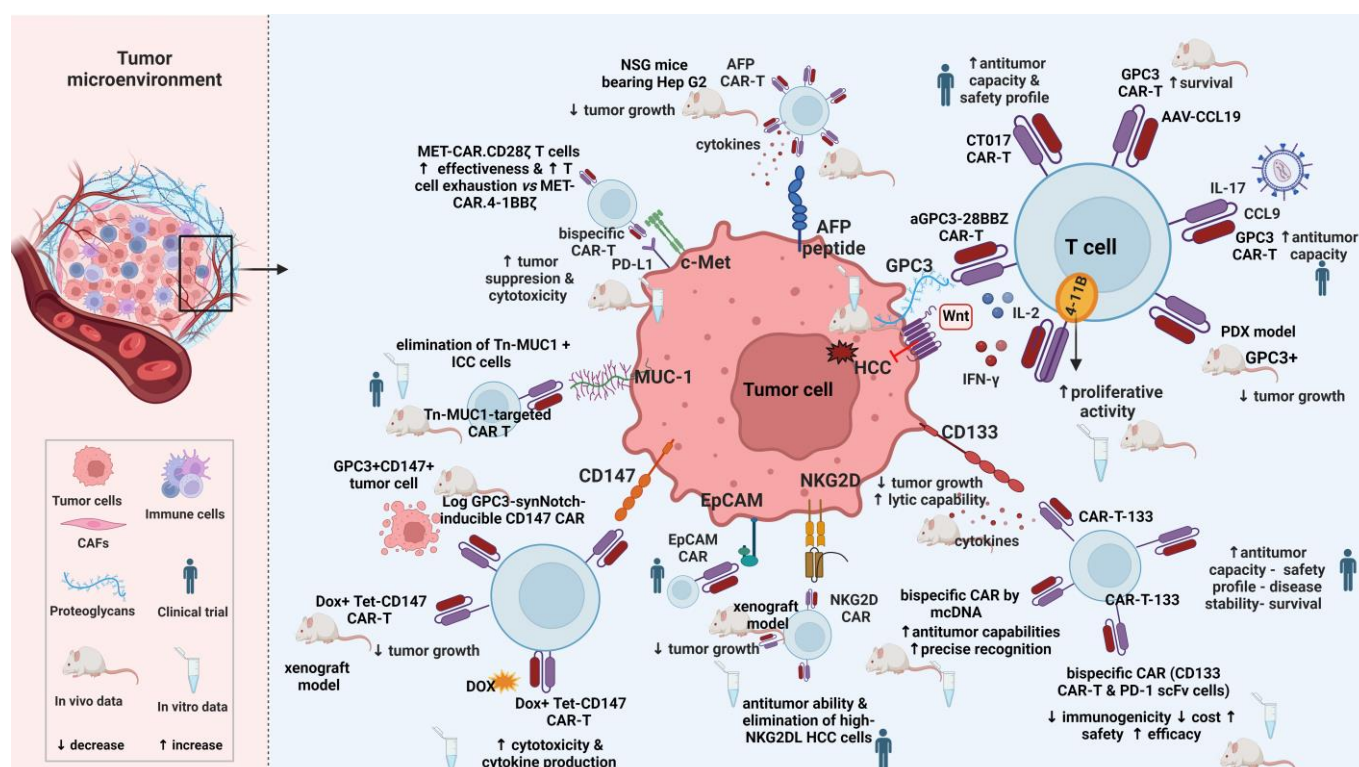 Tumor
microenvironment
Tumor cells
Immune cells
CAFs
Proteoglycans
Clinical trial
In vivo data
In vitro data
↓ decrease
↑ increase
NSG mice
bearing Hep G2
↓ tumor growth
AFP
CAR-T
cytokines
AFP
peptide
MET-CAR.CD28ζ T cells
↑ effectiveness & ↑ T
cell exhaustion vs MET-
CAR.4-1BBζ
bispecific
CAR-T
PD-L1
c-Met
↑ tumor
suppresion &
cytotoxicity
elimination of Tn-MUC1 +
ICC cells
MUC-1
Tn-MUC1-targeted
CAR T
GPC3+CD147+
tumor cell
Log GPC3-synNotch-
inducible CD147 CAR
CD147
Dox+ Tet-CD147
CAR-T
↓ tumor growth
xenograft
model
DOX
Dox+ Tet-CD147
CAR-T
↑ cytotoxicity &
cytokine production
EpCAM
EpCAM
CAR
NKG2D
NKG2D
CAR
xenograft
model
↓ tumor growth
antitumor ability &
elimination of high-
NKG2DL HCC cells
Tumor cell
HCC
GPC3
Wnt
↑antitumor
capacity &
safety profile
CT017
CAR-T
GPC3
CAR-T
↑survival
AAV-CCL19
aGPC3-28BBZ
CAR-T
T cell
IL-17
CCL9
GPC3
CAR-T
↑ antitumor
capacity
4-11B
IL-2
IFN-γ
PDX model
GPC3+
↓ tumor growth
↑proliferative
activity
CD133
↓ tumor growth
↑ lytic capability
cytokines
CAR-T-133
CAR-T-133
↑antitumor
capacity - safety
profile - disease
stability- survival
bispecific CAR by
mcDNA
↑antitumor capabilities
↑precise recognition
bispecific CAR (CD133
CAR-T & PD-1 scFv cells)
↓ immunogenicity ↓ cost ↑
safety ↑ efficacy